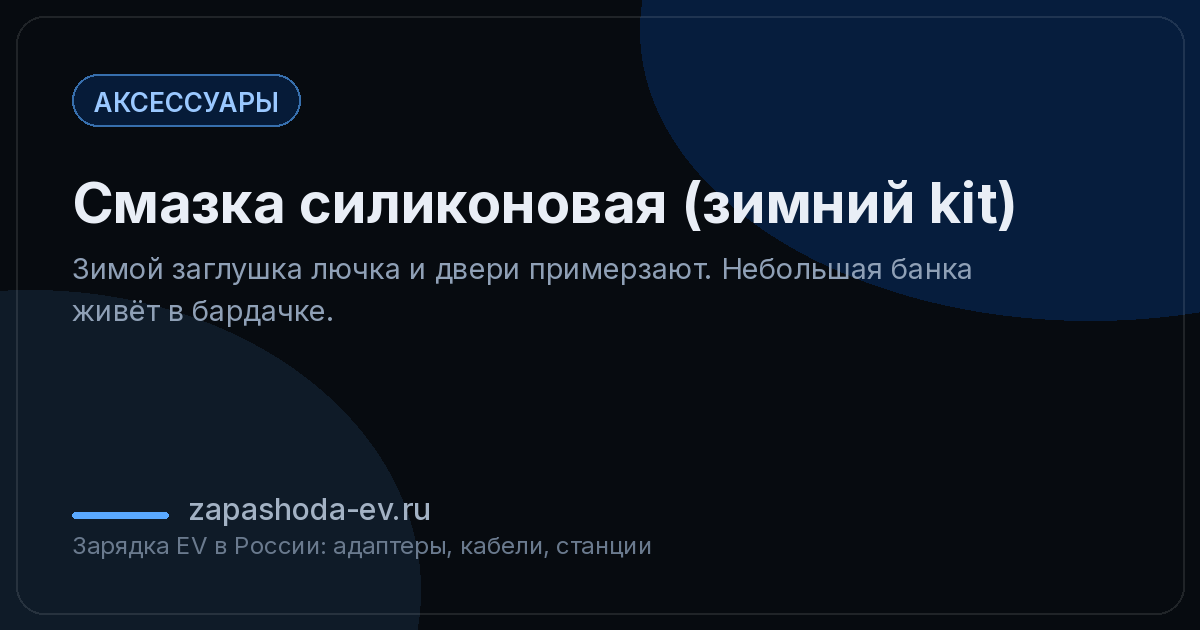 АКСЕССУАРЫ
Смазка силиконовая (зимний kit)
Зимой заглушка лючка и двери примерзают. Небольшая банка
живёт в бардачке.
zapashoda-ev.ru
Зарядка EV в России: адаптеры, кабели, станции